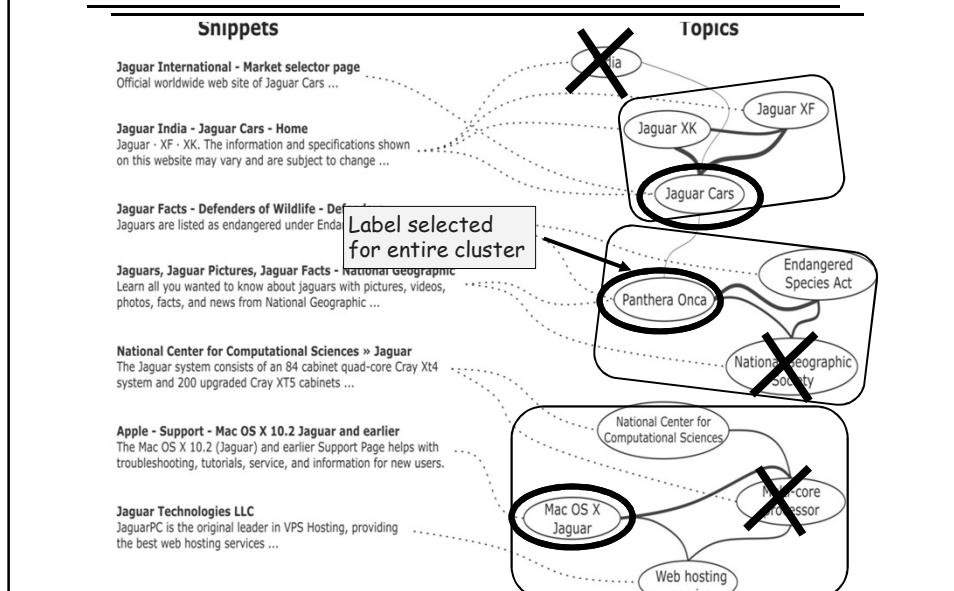 Snippets
Topics
Jaguar International - Market selector page
Official worldwide web site of Jaguar Cars ...
Jaguar India - Jaguar Cars - Home
Jaguar · XF · XK. The information and specifications shown
on this website may vary and are subject to change ...
Jaguar Facts - Defenders of Wildlife -
Jaguars are listed as endangered under
Jaguars, Jaguar Pictures, Jaguar Facts - National Geographic
Learn all you wanted to know about jaguars with pictures, videos,
photos, facts, and news from National Geographic ...
National Center for Computational Sciences » Jaguar
The Jaguar system consists of an 84 cabinet quad-core Cray Xt4
system and 200 upgraded Cray XT5 cabinets ...
Apple - Support - Mac OS X 10.2 Jaguar and earlier
The Mac OS X 10.2 (Jaguar) and earlier Support Page helps with
troubleshooting, tutorials, service, and information for new users.
Jaguar Technologies LLC
JaguarPC is the original leader in VPS Hosting, providing
the best web hosting services ...
Label selected
for entire cluster
Jaguar XF
Jaguar XK
Jaguar Cars
Endangered
Species Act
Panthera Onca
National Geographic
Society
National Center for
Computational Sciences
Mac OS X
Jaguar
Web hosting